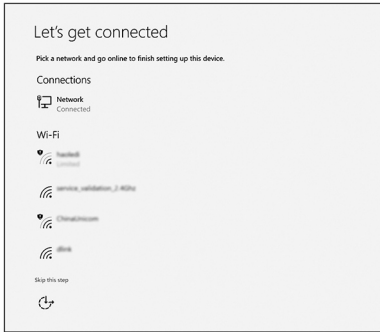 Let's get connected
Pick a network and go online to finish setting up this device.
Connections
Network
Connected
Wi-Fi
Limited
service_validation_2.4Ghz
ChinaUnicom
dlink
Skip this step